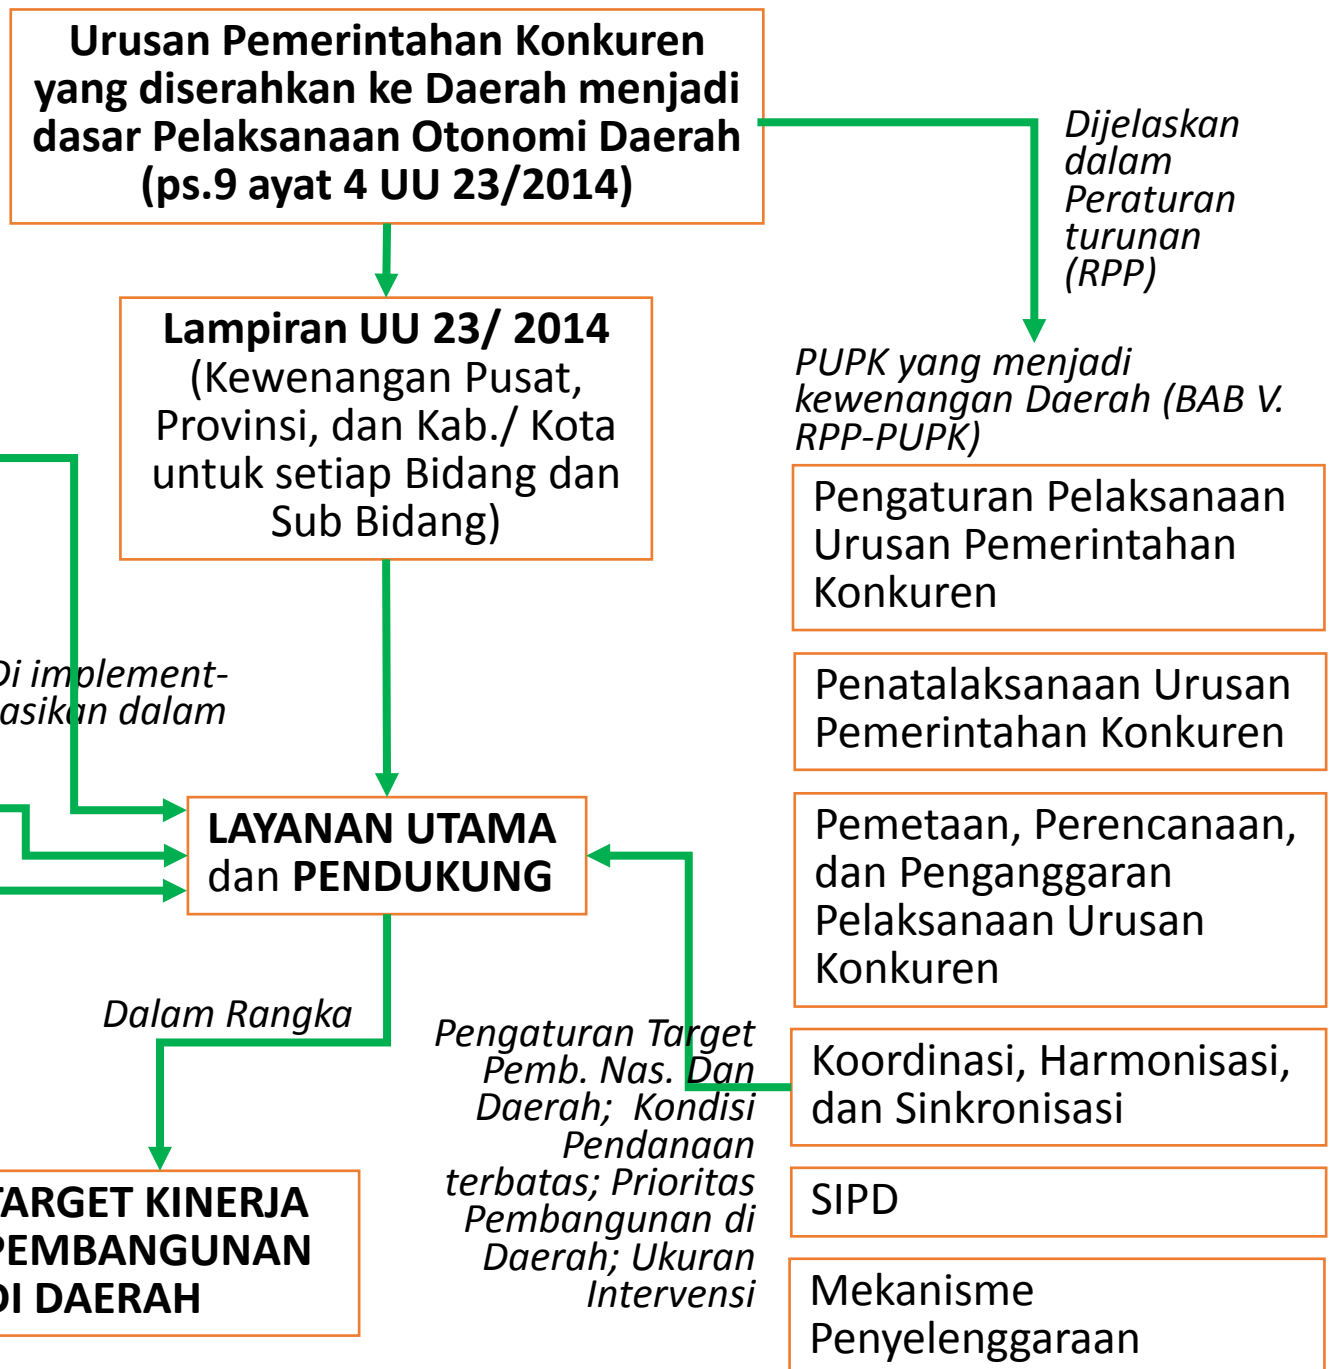 Urusan Pemerintahan Konkuren
yang diserahkan ke Daerah menjadi
dasar Pelaksanaan Otonomi Daerah
(ps.9 ayat 4 UU 23/2014)
Dijelaskan
dalam
Peraturan
turunan
(RPP)
Lampiran UU 23/ 2014
(Kewenangan Pusat,
Provinsi, dan Kab./ Kota
untuk setiap Bidang dan
Sub Bidang)
PUPK yang menjadi
kewenangan Daerah (BAB V.
RPP-PUPK)
Pengaturan Pelaksanaan
Urusan Pemerintahan
Konkuren
Di implement-
asikan dalam
Penatalaksanaan Urusan
Pemerintahan Konkuren
LAYANAN UTAMA
dan PENDUKUNG
Pemetaan, Perencanaan,
dan Penganggaran
Pelaksanaan Urusan
Konkuren
Dalam Rangka
Pengaturan Target
Pemb. Nas. Dan
Daerah; Kondisi
Pendanaan
terbatas; Prioritas
Pembangunan di
Daerah; Ukuran
Intervensi
Koordinasi, Harmonisasi,
dan Sinkronisasi
SIPD
TARGET KINERJA
PEMBANGUNAN
DI DAERAH
Mekanisme
Penyelenggaraan